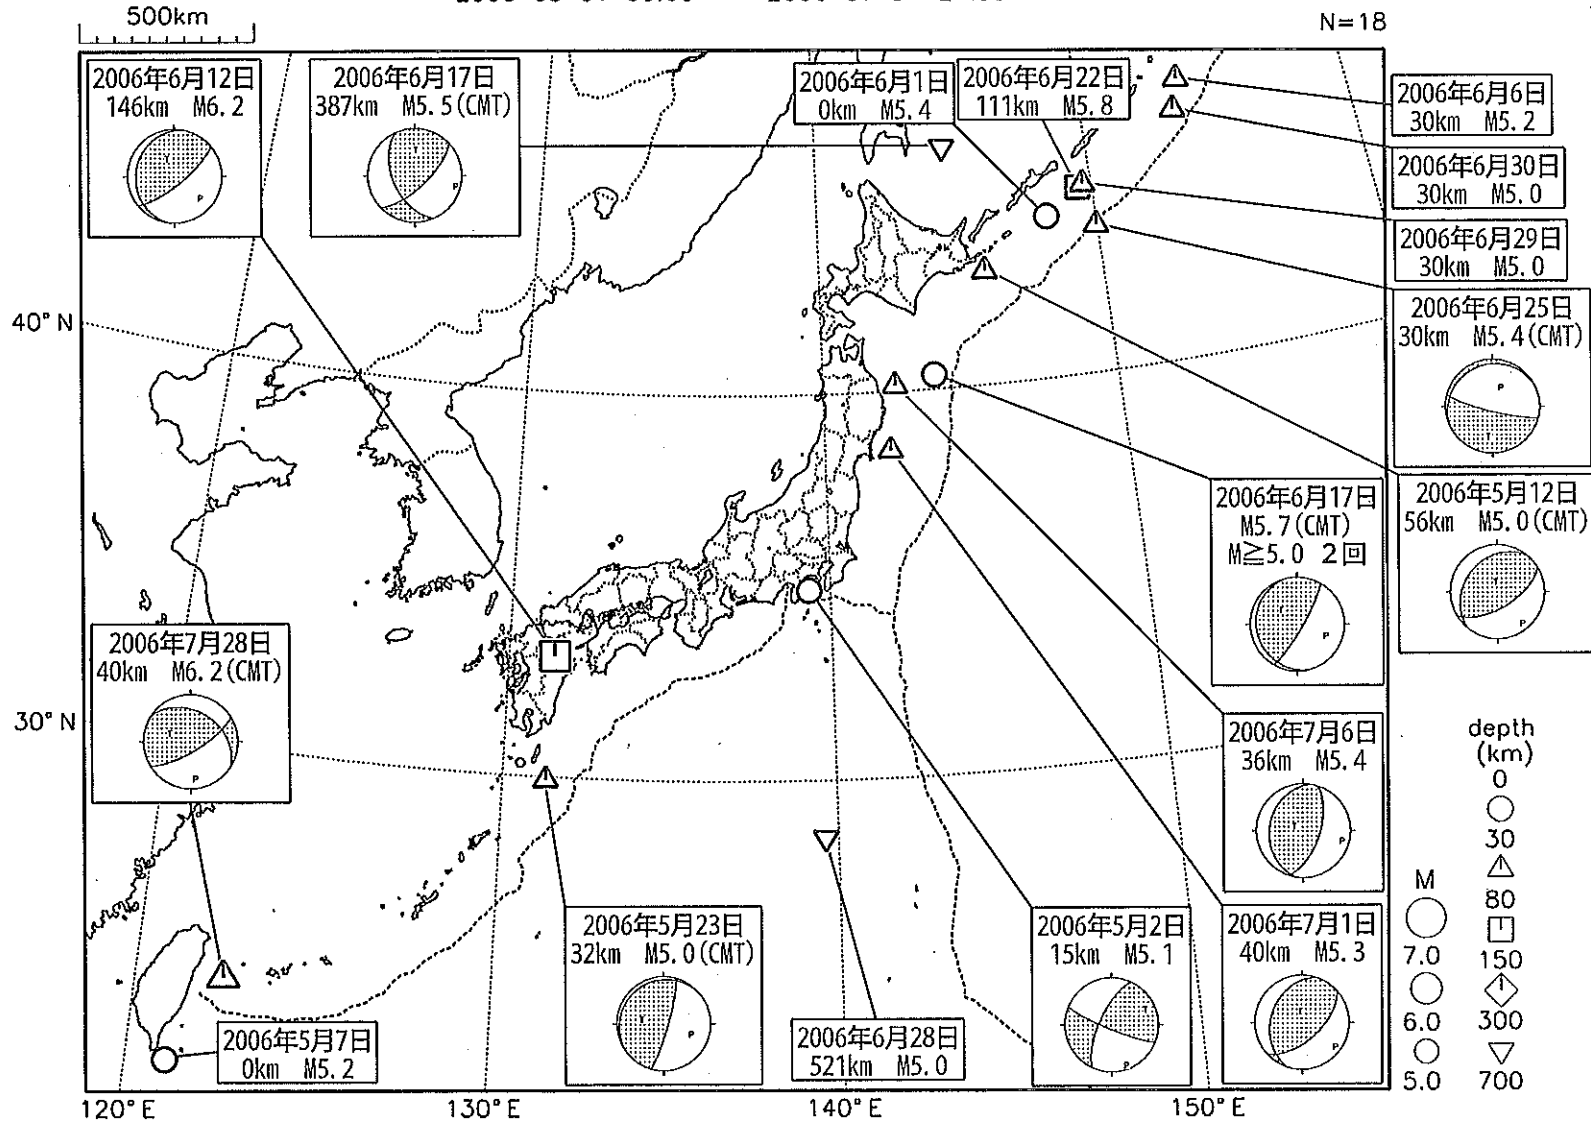 500km
N=18
2006年6月12日
146km M6.2
2006年6月17日
387km M5.5(CMT)
2006年6月1日
0km M5.4
2006年6月22日
111km M5.8
2006年6月6日
30km M5.2
2006年6月30日
30km M5.0
2006年6月29日
30km M5.0
2006年6月25日
30km M5.4(CMT)
2006年5月12日
56km M5.0(CMT)
2006年6月17日
M5.7(CMT)
M≧5.0 2回
2006年7月28日
40km M6.2(CMT)
2006年7月6日
36km M5.4
2006年5月23日
32km M5.0(CMT)
2006年5月2日
15km M5.1
2006年7月1日
40km M5.3
2006年5月7日
0km M5.2
2006年6月28日
521km M5.0
40°N
30°N
120°E
130°E
140°E
150°E
M
7.0
6.0
5.0
depth
(km)
0
30
80
150
300
700